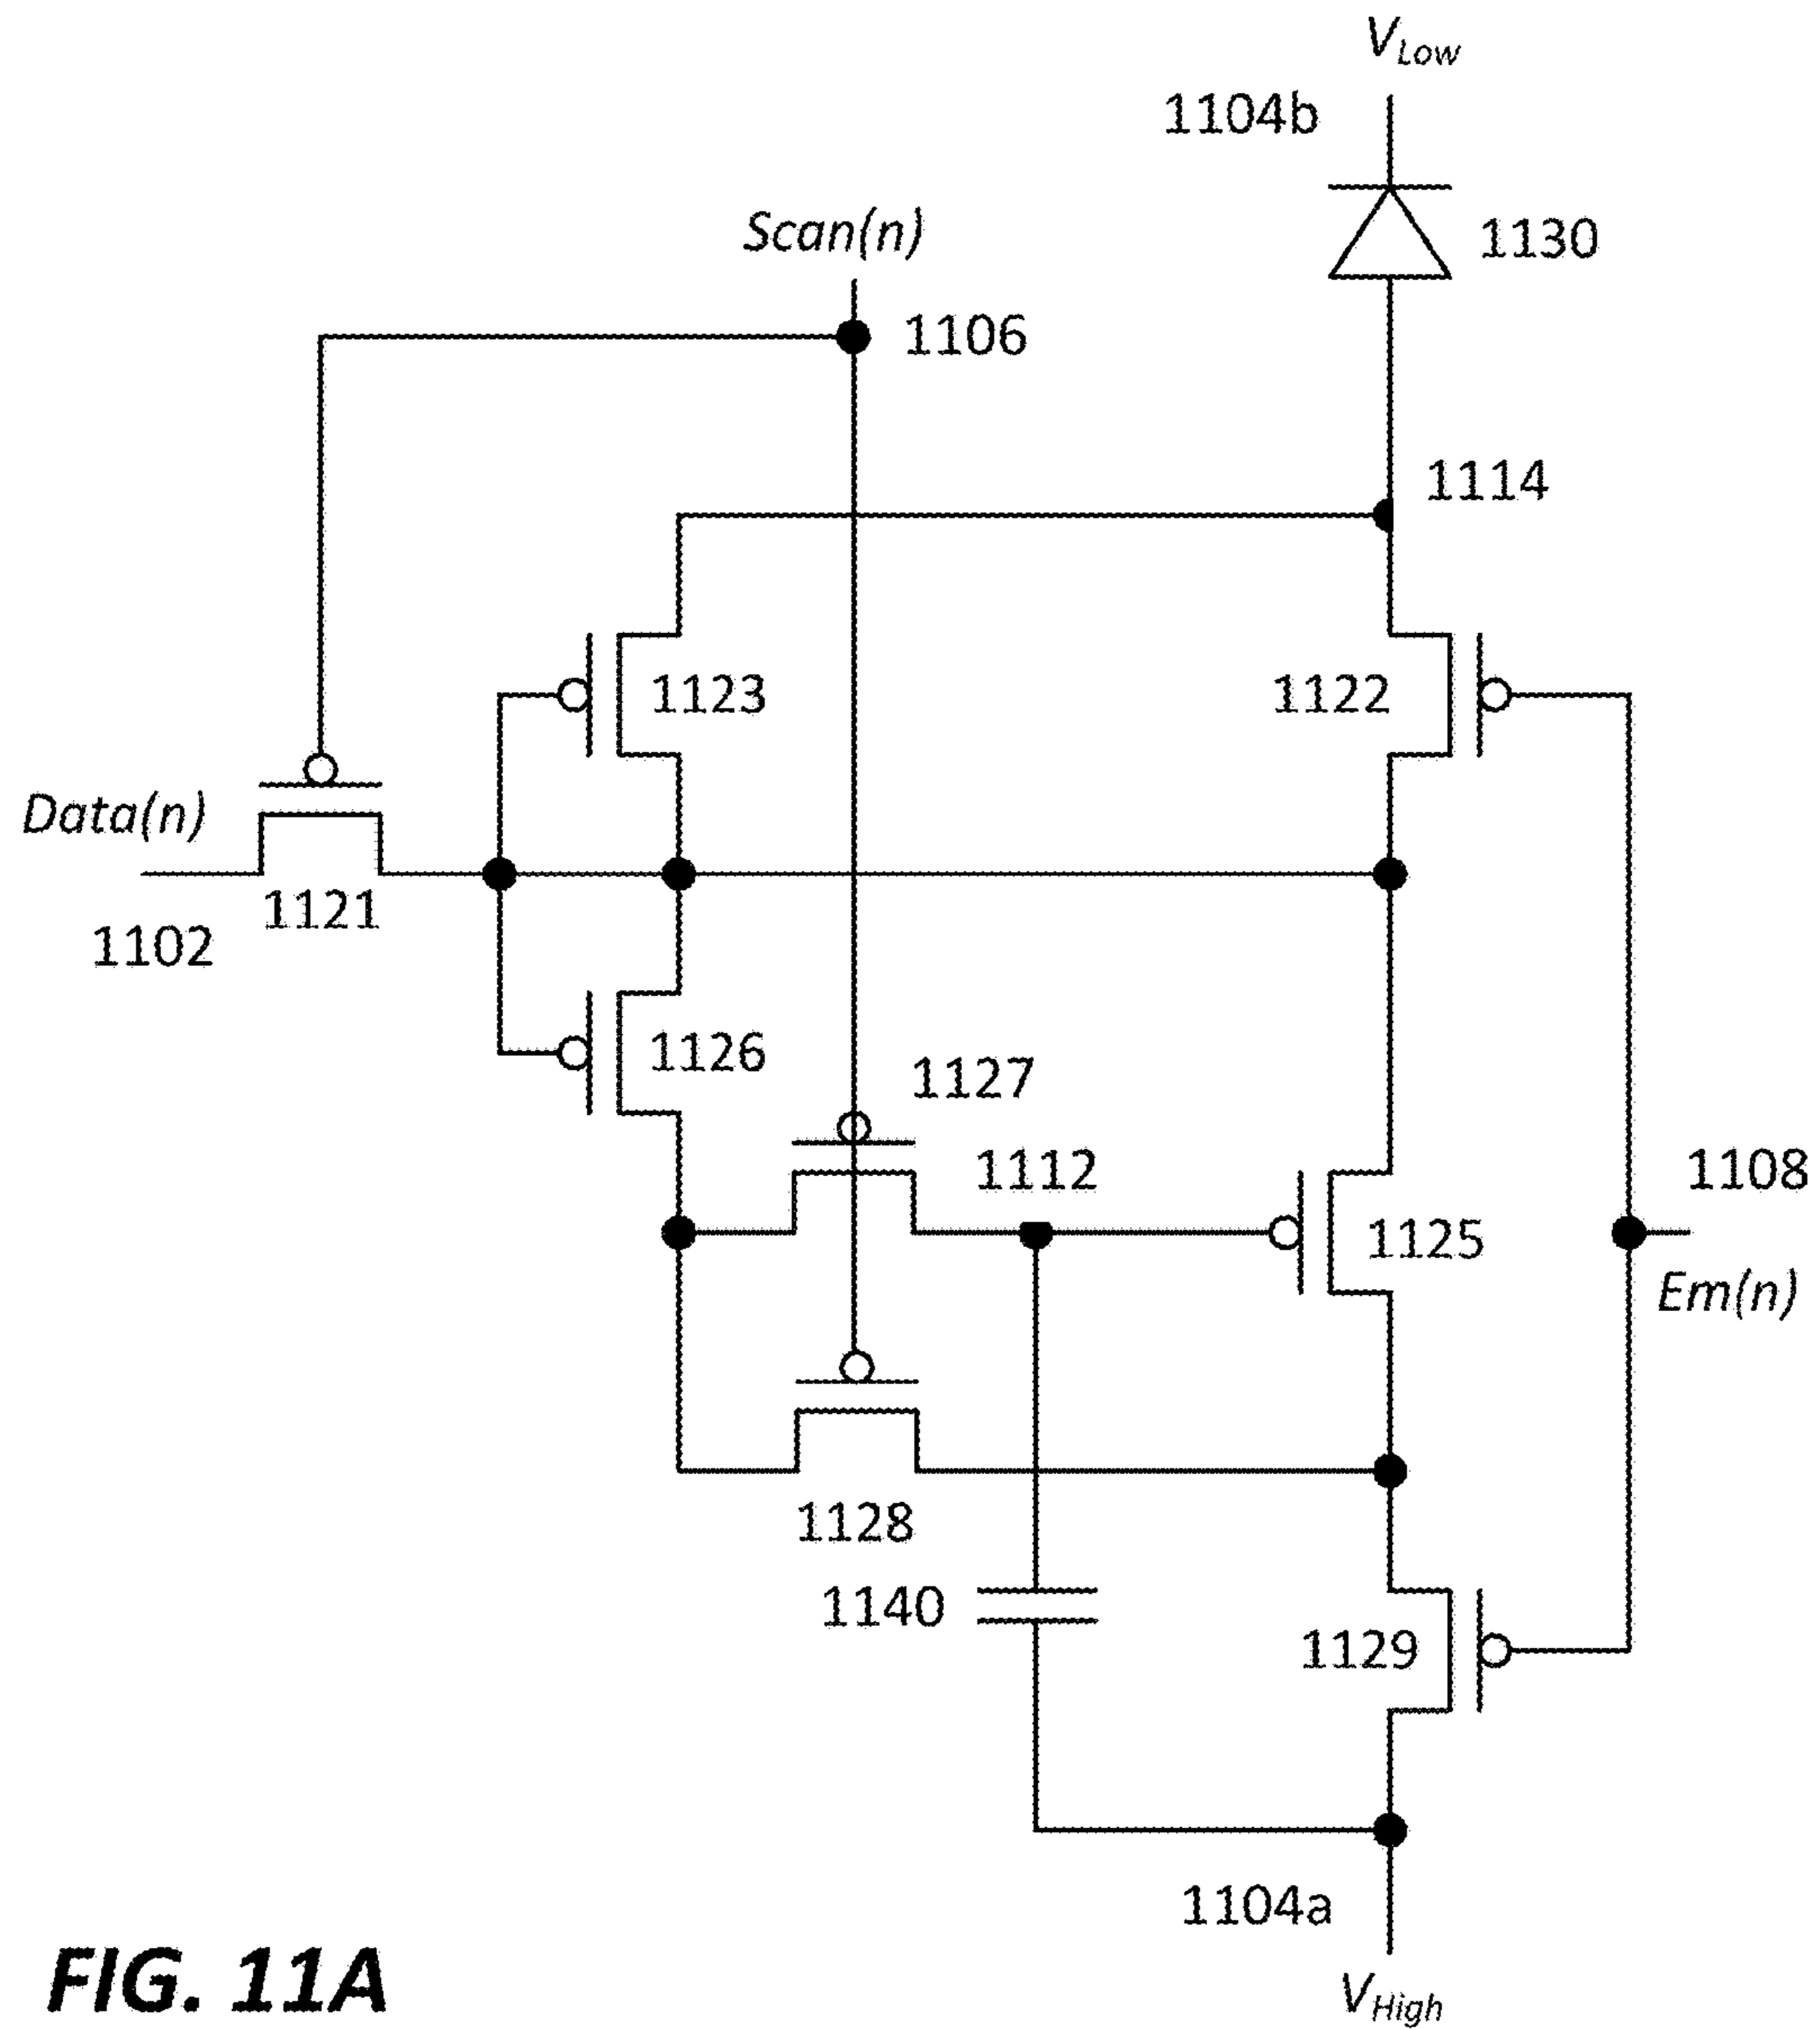 V_Low
1104b
Scan(n)
1130
1106
1114
1123
1122
Data(n)
1121
1102
1126
1127
1112
1108
1125
Em(n)
1128
1140
1129
1104a
FIG. 11A
V_High